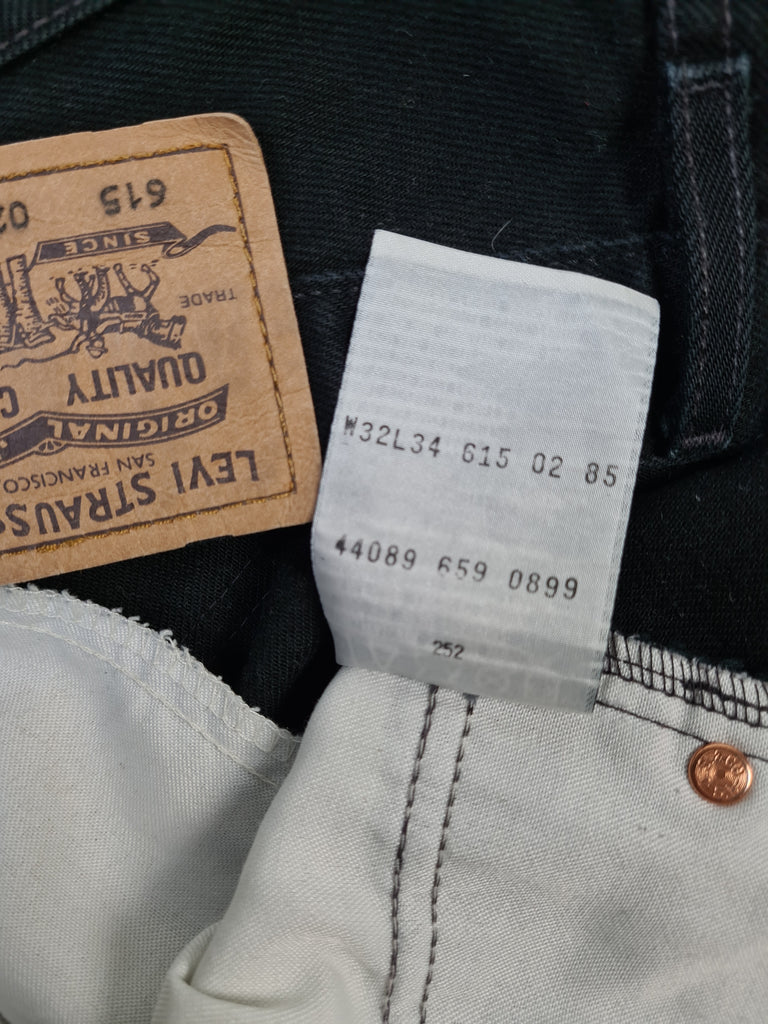 LEVI STRAUSS
SAN FRANCISCO
ORIGINAL
QUALITY C
TRADE
SINCE
615 02
W32L34 615 02 85
44089 659 0899
252